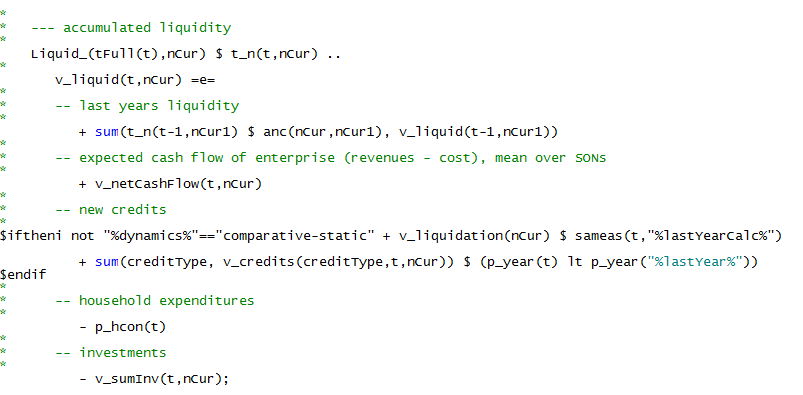 *
*   --- accumulated liquidity
*
    Liquid_(tFull(t),nCur) $ t_n(t,nCur) ..
*
       v_liquid(t,nCur) =e=
*
*      -- last years liquidity
*
          + sum(t_n(t-1,nCur1) $ anc(nCur,nCur1), v_liquid(t-1,nCur1))
*
*      -- expected cash flow of enterprise (revenues - cost), mean over SONs
*
          + v_netCashFlow(t,nCur)
*
*      -- new credits
*
$iftheni not "%dynamics%"=="comparative-static" + v_liquidation(nCur) $ sameas(t,"%lastYearCalc%")
          + sum(creditType, v_credits(creditType,t,nCur)) $ (p_year(t) lt p_year("%lastYear%"))
$endif
*
*      -- household expenditures
*
          - p_hcon(t)
*
*      -- investments
*
          - v_sumInv(t,nCur);